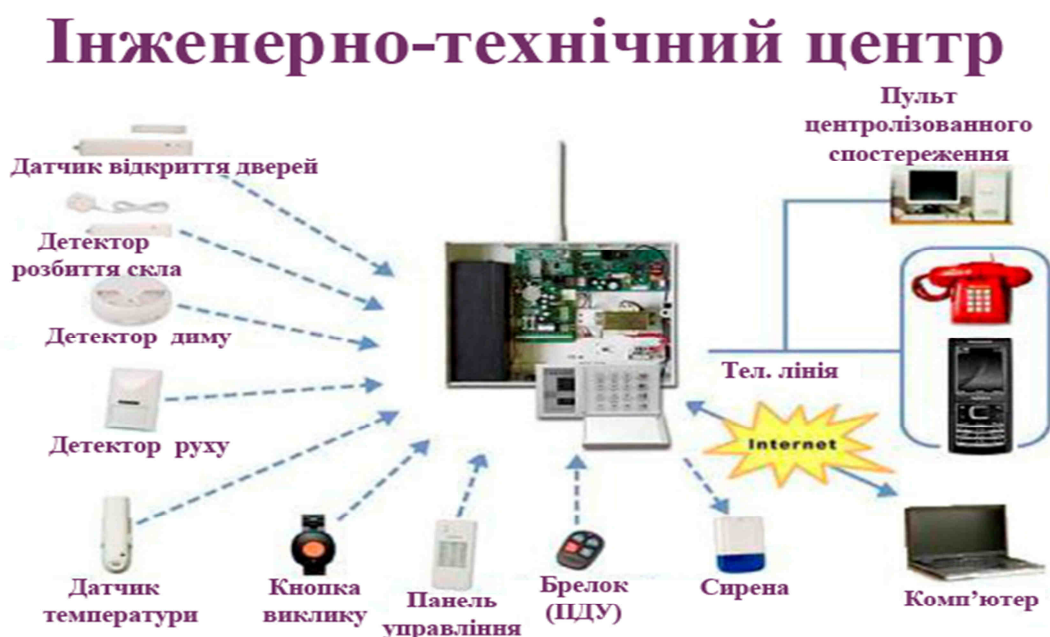 Інженерно-технічний центр
Пульт
центролізованного
спостереження
Датчик відкриття дверей
Детектор
розбиття скла
Детектор диму
Тел. лінія
Детектор руху
Internet
Датчик
температури
Кнопка
виклику
Панель
управління
Брелок
(ПДУ)
Сирена
Комп’ютер